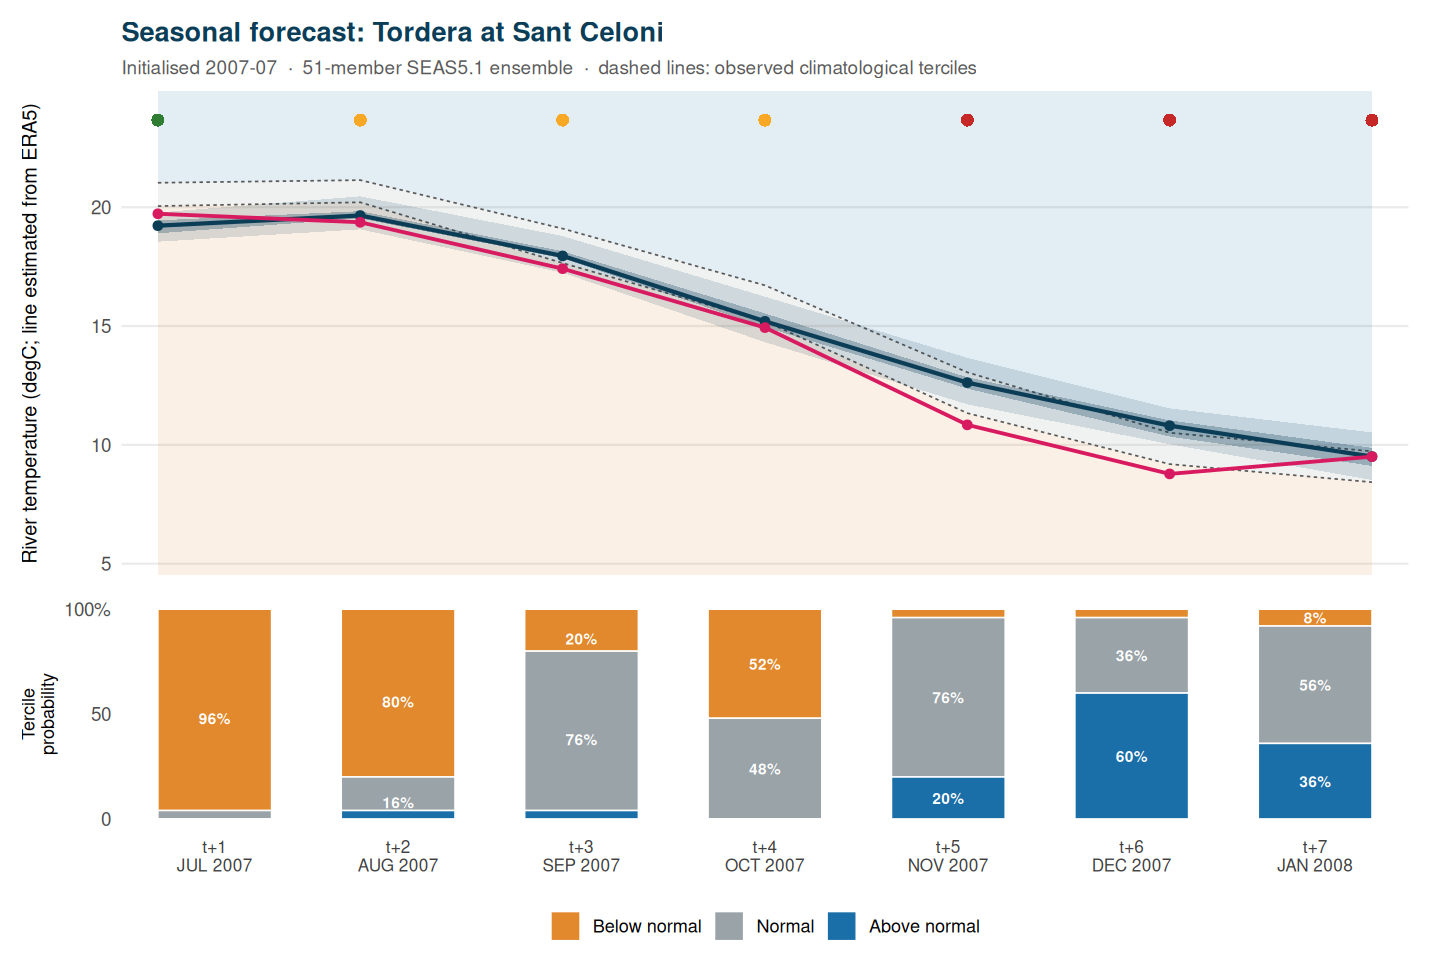 Seasonal forecast: Tordera at Sant Celoni
Initialised 2007-07 · 51-member SEAS5.1 ensemble · dashed lines: observed climatological terciles
River temperature (degC; line estimated from ERA5)
20
15
10
5
Tercile
probability
100%
50
0
96%
80%
16%
20%
76%
52%
48%
76%
20%
36%
60%
8%
56%
36%
t+1
JUL 2007
t+2
AUG 2007
t+3
SEP 2007
t+4
OCT 2007
t+5
NOV 2007
t+6
DEC 2007
t+7
JAN 2008
Below normal
Normal
Above normal